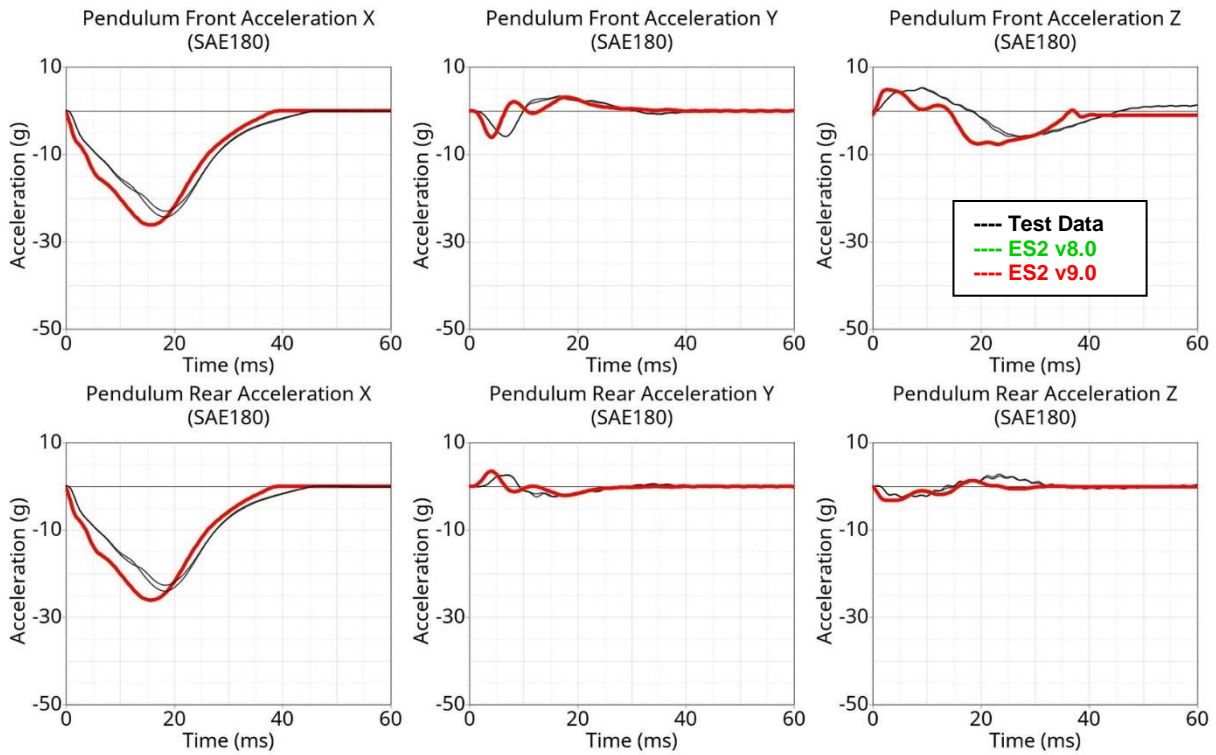 Pendulum Front Acceleration X
(SAE180)
Acceleration (g)
10
-10
-30
-50
0
20
40
60
Time (ms)
Pendulum Front Acceleration Y
(SAE180)
Acceleration (g)
10
-10
-30
-50
0
20
40
60
Time (ms)
Pendulum Front Acceleration Z
(SAE180)
Acceleration (g)
10
-10
-30
-50
0
20
40
60
Time (ms)
---- Test Data
---- ES2 v8.0
---- ES2 v9.0
Pendulum Rear Acceleration X
(SAE180)
Acceleration (g)
10
-10
-30
-50
0
20
40
60
Time (ms)
Pendulum Rear Acceleration Y
(SAE180)
Acceleration (g)
10
-10
-30
-50
0
20
40
60
Time (ms)
Pendulum Rear Acceleration Z
(SAE180)
Acceleration (g)
10
-10
-30
-50
0
20
40
60
Time (ms)